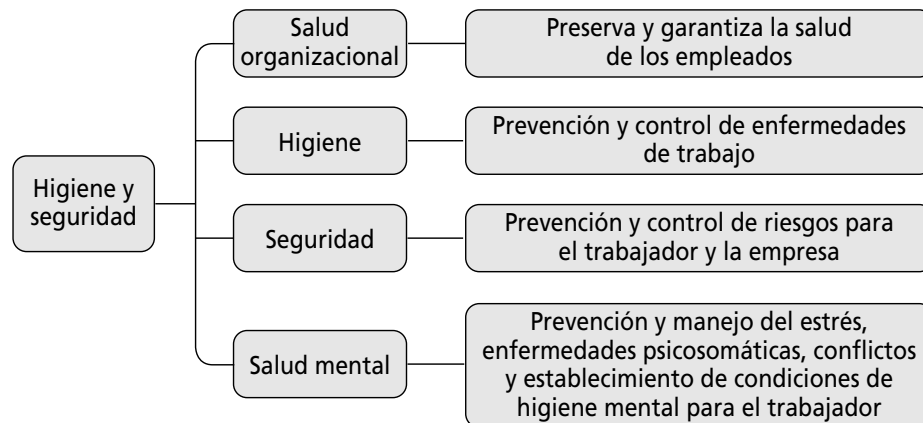 Higiene y
seguridad
Salud
organizacional
Preserva y garantiza la salud
de los empleados
Higiene
Prevención y control de enfermedades
de trabajo
Seguridad
Prevención y control de riesgos para
el trabajador y la empresa
Salud mental
Prevención y manejo del estrés,
enfermedades psicosomáticas, conflictos
y establecimiento de condiciones de
higiene mental para el trabajador